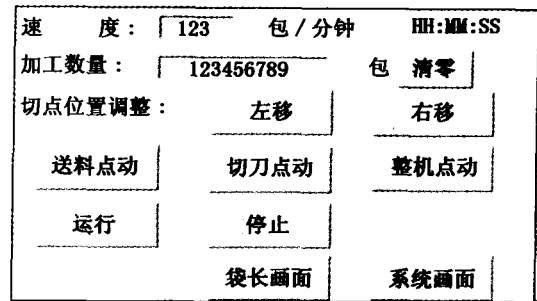 速 度： 123 包/分钟 HH:MM:SS
加工数量： 123456789 包 清零
切点位置调整： 左移 右移
送料点动 切刀点动 整机点动
运行 停止
袋长画面 系统画面